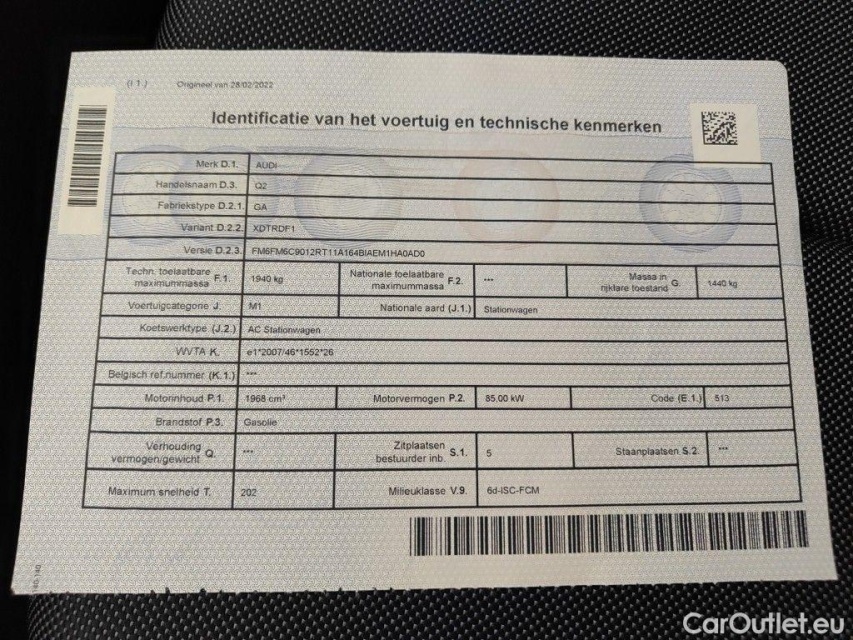 (I.1) Origineel van 28/02/2022
Identificatie van het voertuig en technische kenmerken
Merk D.1. AUDI
Handelsnaam D.3. Q2
Fabriekstype D.2.1. GA
Variant D.2.2. XDTRDF1
Versie D.2.3. FM6FM6C9012RT11A164BIAEM1HA0AD0
Techn. toelaatbare maximummassa F.1. 1940 kg Nationale toelaatbare maximummassa F.2. *** Massa in rijklare toestand G. 1440 kg
Voertuigcategorie J. M1 Nationale aard (J.1.) Stationwagen
Koetswerktype (J.2.) AC Stationwagen
WVTA K. e1*2007/46*1552*26
Belgisch ref.nummer (K.1.) ***
Motorinhoud P.1. 1968 cm³ Motorvermogen P.2. 85.00 kW Code (E.1.) 513
Brandstof P.3. Gasolie
Verhouding vermogen/gewicht Q. *** Zitplaatsen bestuurder inb. S.1. 5 Staanplaatsen S.2. ***
Maximum snelheid T. 202 Milieuklasse V.9. 6d-ISC-FCM
CarOutlet.eu